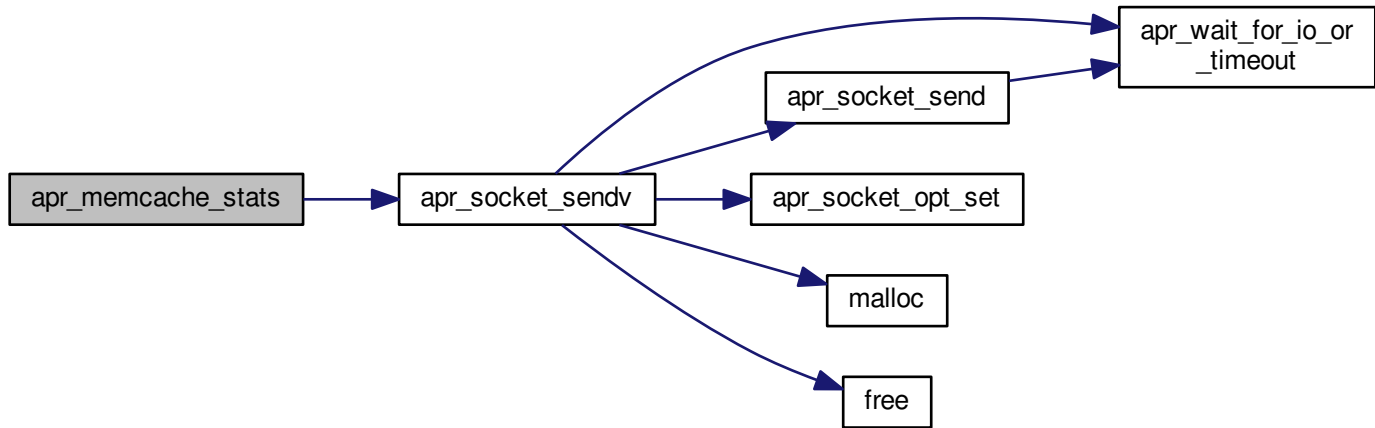 apr_wait_for_io_or
_timeout
apr_socket_send
apr_memcache_stats
apr_socket_sendv
apr_socket_opt_set
malloc
free